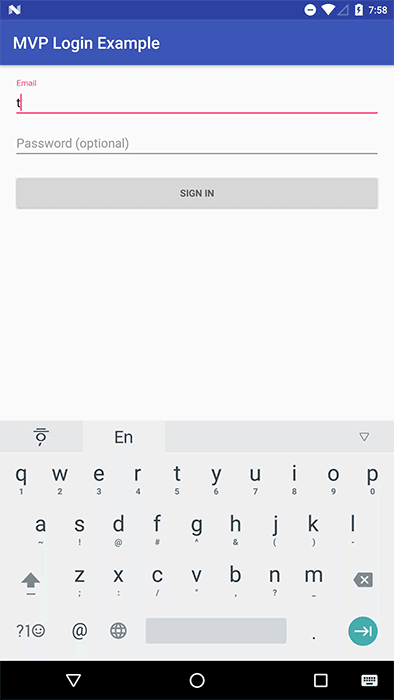 7:58
MVP Login Example
Email
t
Password (optional)
SIGN IN
En
q w e r t y u i o p
1 2 3 4 5 6 7 8 9 0
a s d f g h j k l
~ ! @ # ^ & ( ) -
z x c v b n m
; : / " , ? _
?1☺ @ .